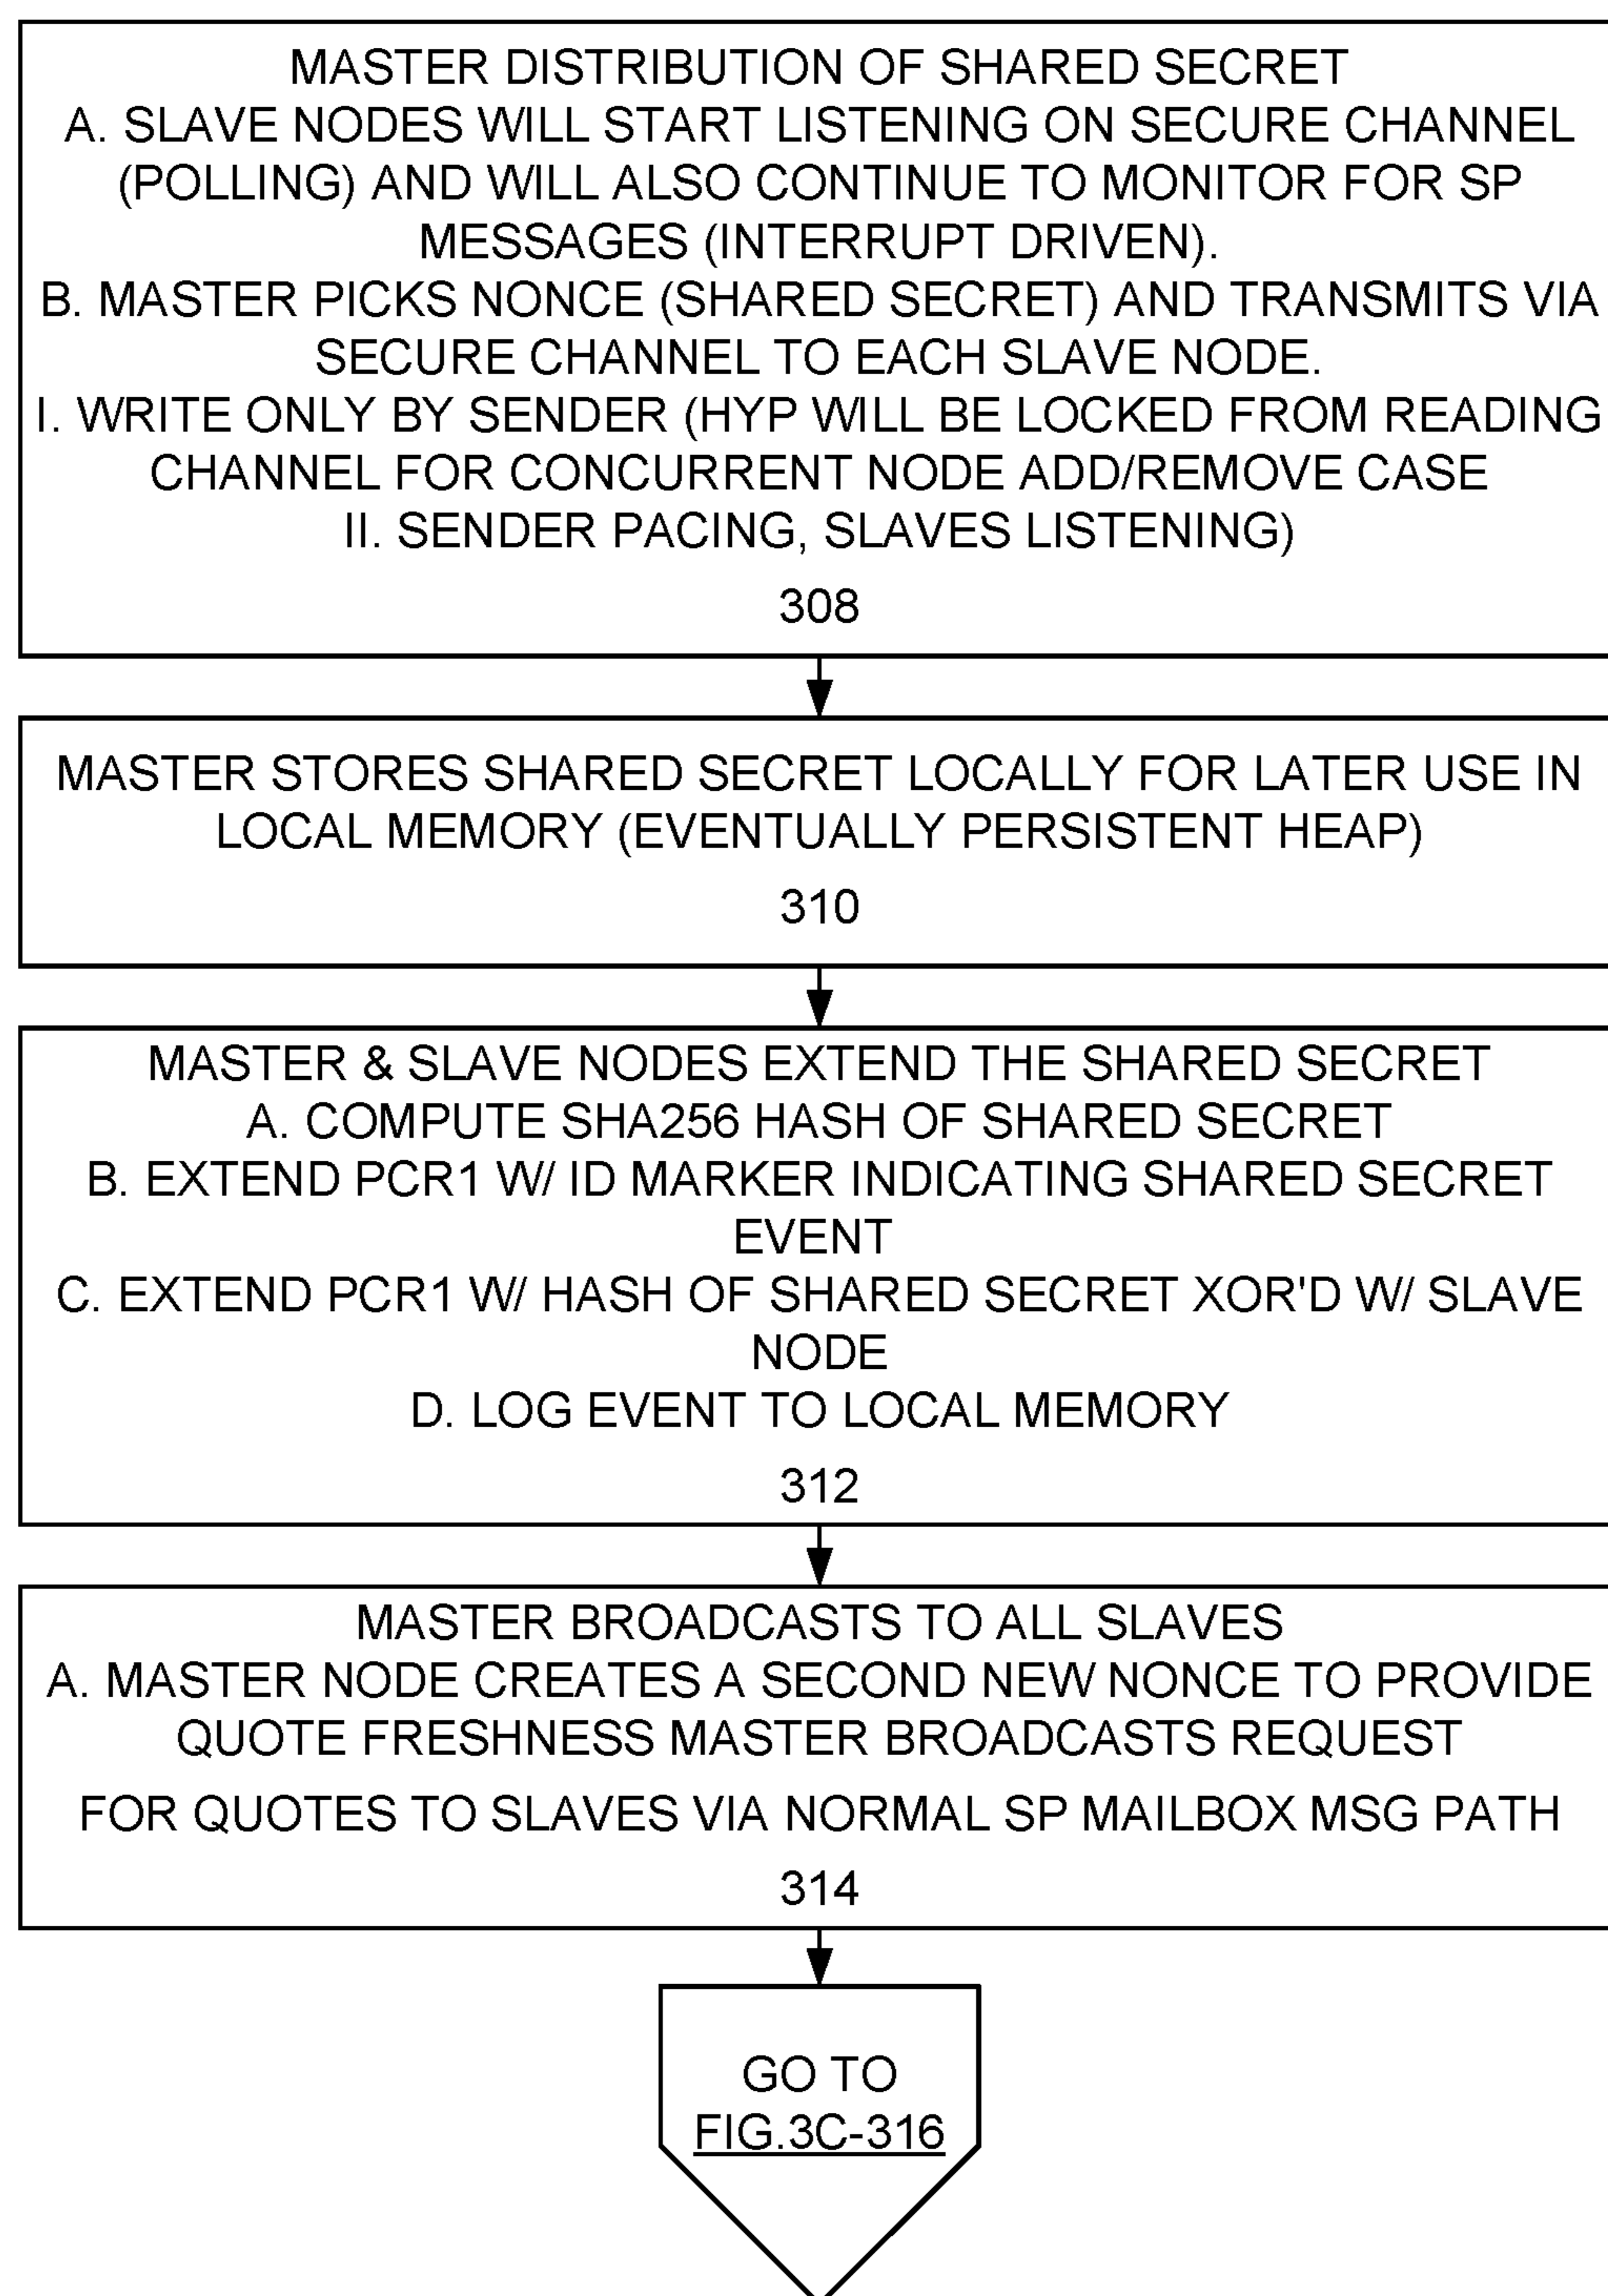 MASTER DISTRIBUTION OF SHARED SECRET
A. SLAVE NODES WILL START LISTENING ON SECURE CHANNEL
(POLLING) AND WILL ALSO CONTINUE TO MONITOR FOR SP
MESSAGES (INTERRUPT DRIVEN).
B. MASTER PICKS NONCE (SHARED SECRET) AND TRANSMITS VIA
SECURE CHANNEL TO EACH SLAVE NODE.
I. WRITE ONLY BY SENDER (HYP WILL BE LOCKED FROM READING
CHANNEL FOR CONCURRENT NODE ADD/REMOVE CASE
II. SENDER PACING, SLAVES LISTENING)
308
MASTER STORES SHARED SECRET LOCALLY FOR LATER USE IN
LOCAL MEMORY (EVENTUALLY PERSISTENT HEAP)
310
MASTER & SLAVE NODES EXTEND THE SHARED SECRET
A. COMPUTE SHA256 HASH OF SHARED SECRET
B. EXTEND PCR1 W/ ID MARKER INDICATING SHARED SECRET
EVENT
C. EXTEND PCR1 W/ HASH OF SHARED SECRET XOR'D W/ SLAVE
NODE
D. LOG EVENT TO LOCAL MEMORY
312
MASTER BROADCASTS TO ALL SLAVES
A. MASTER NODE CREATES A SECOND NEW NONCE TO PROVIDE
QUOTE FRESHNESS MASTER BROADCASTS REQUEST
FOR QUOTES TO SLAVES VIA NORMAL SP MAILBOX MSG PATH
314
GO TO
FIG.3C-316